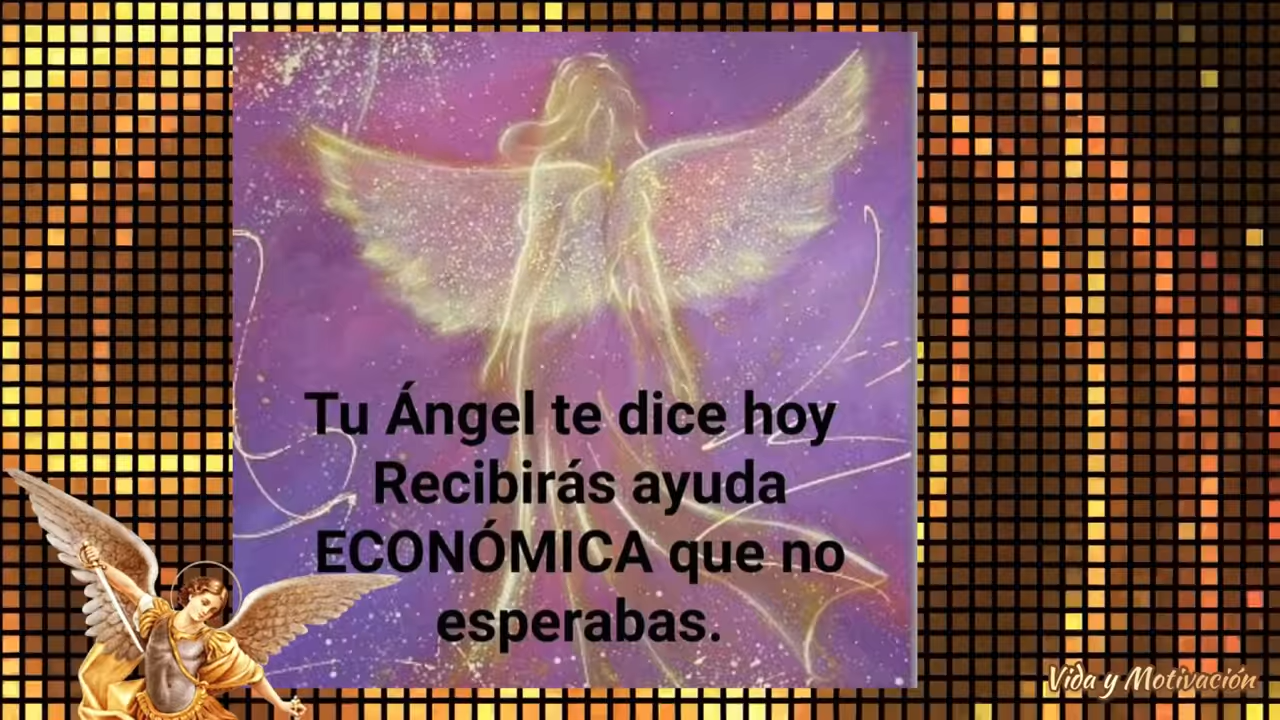 Tu Ángel te dice hoy
Recibirás ayuda
ECONÓMICA que no
esperabas.
Vida y Motivación